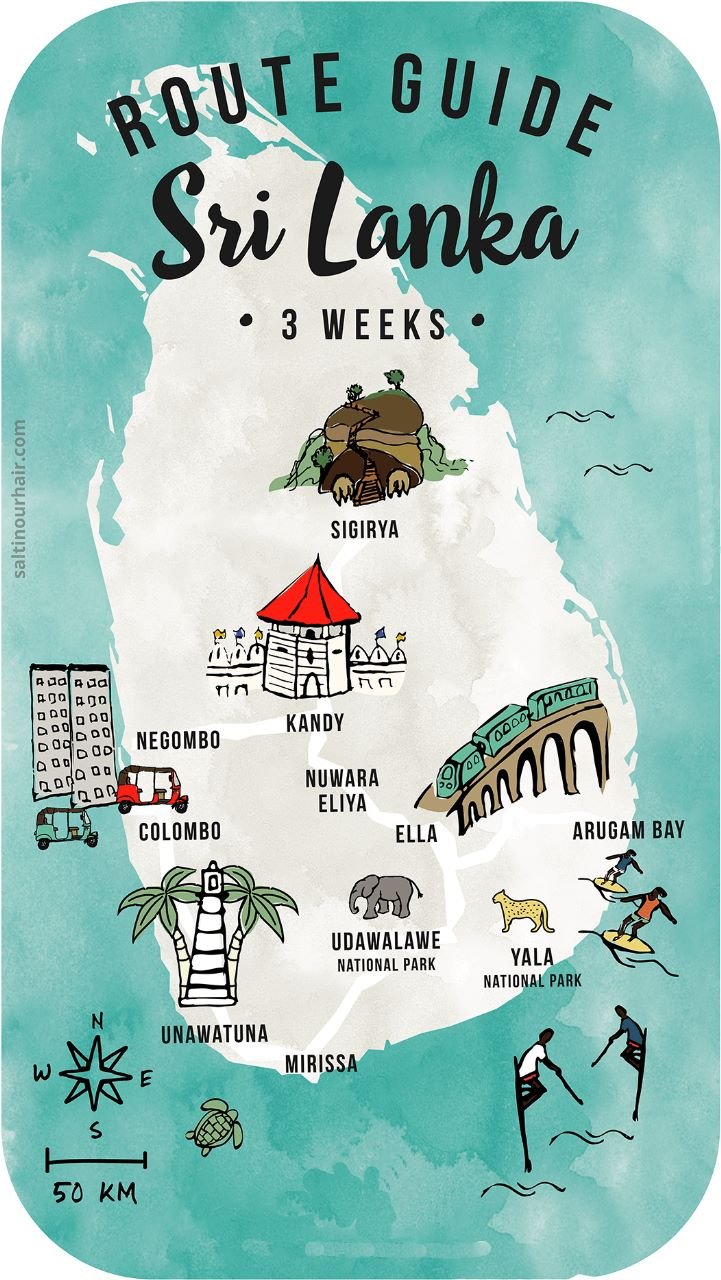 ROUTE GUIDE
Sri Lanka
• 3 WEEKS •
saltinourhair.com
SIGIRYA
KANDY
NEGOMBO
NUWARA
ELIYA
COLOMBO
ELLA
ARUGAM BAY
UDAWALAWE
NATIONAL PARK
YALA
NATIONAL PARK
UNAWATUNA
MIRISSA
N
W E
S
50 KM